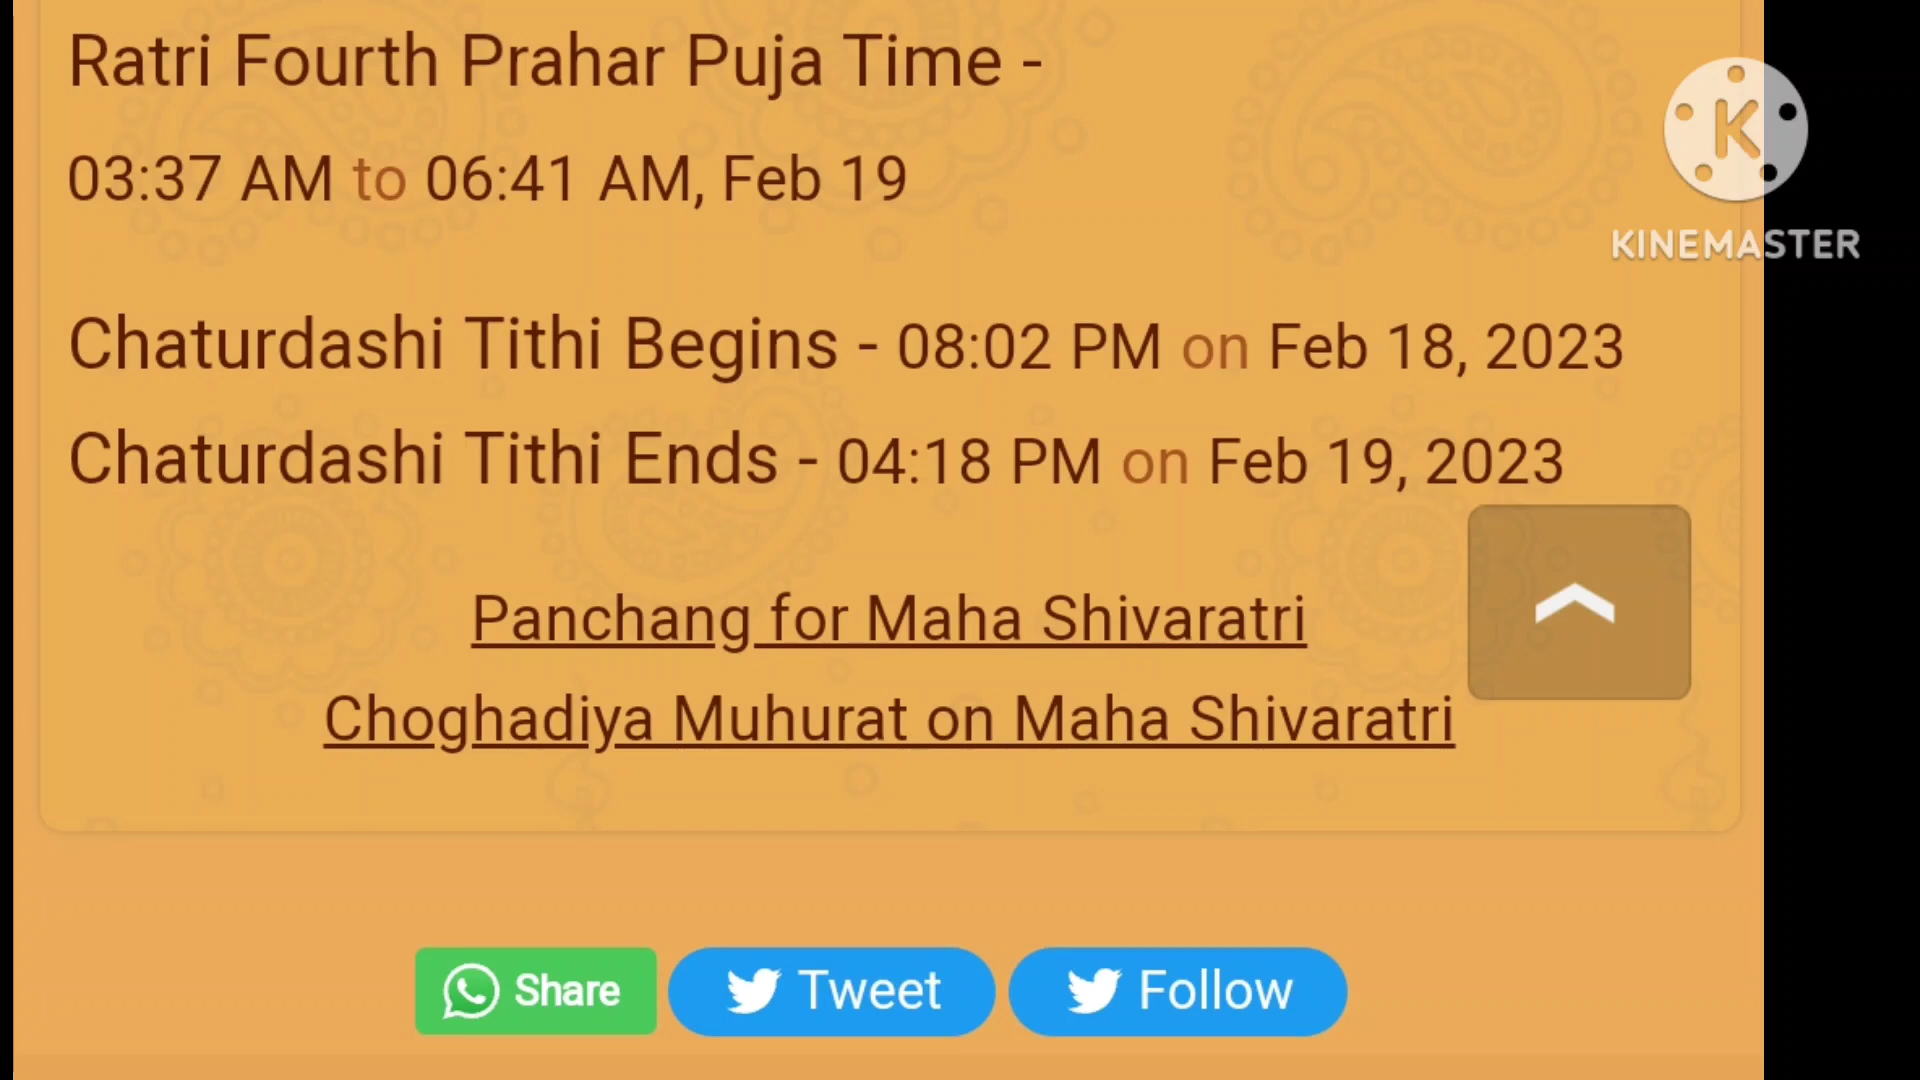 Ratri Fourth Prahar Puja Time -
03:37 AM to 06:41 AM, Feb 19
K
KINEMASTER
Chaturdashi Tithi Begins - 08:02 PM on Feb 18, 2023
Chaturdashi Tithi Ends - 04:18 PM on Feb 19, 2023
Panchang for Maha Shivaratri
Choghadiya Muhurat on Maha Shivaratri
Share
Tweet
Follow